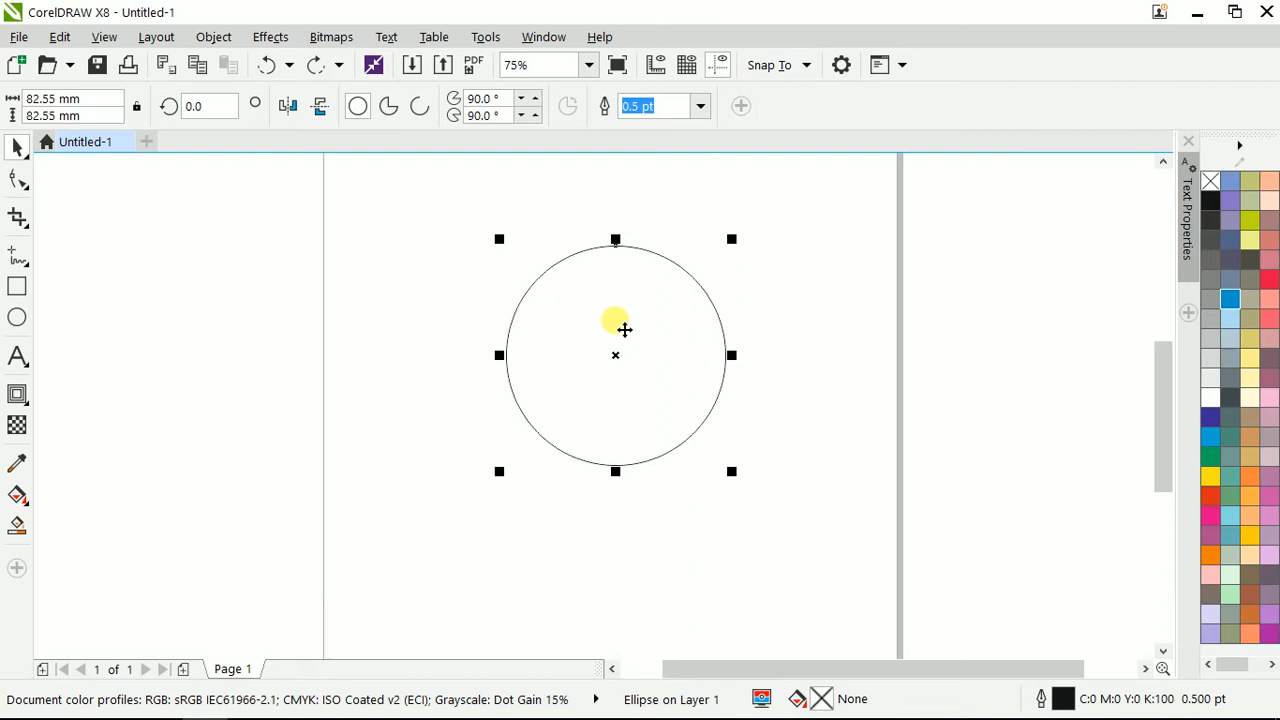 CorelDRAW X8 - Untitled-1
File Edit View Layout Object Effects Bitmaps Text Table Tools Window Help
PDF 75% Snap To
82.55 mm
82.55 mm
0.0
90.0 °
90.0 °
0.5 pt
Untitled-1
Text Properties
1 of 1 Page 1
Document color profiles: RGB: sRGB IEC61966-2.1; CMYK: ISO Coated v2 (ECI); Grayscale: Dot Gain 15% Ellipse on Layer 1 None C:0 M:0 Y:0 K:100 0.500 pt